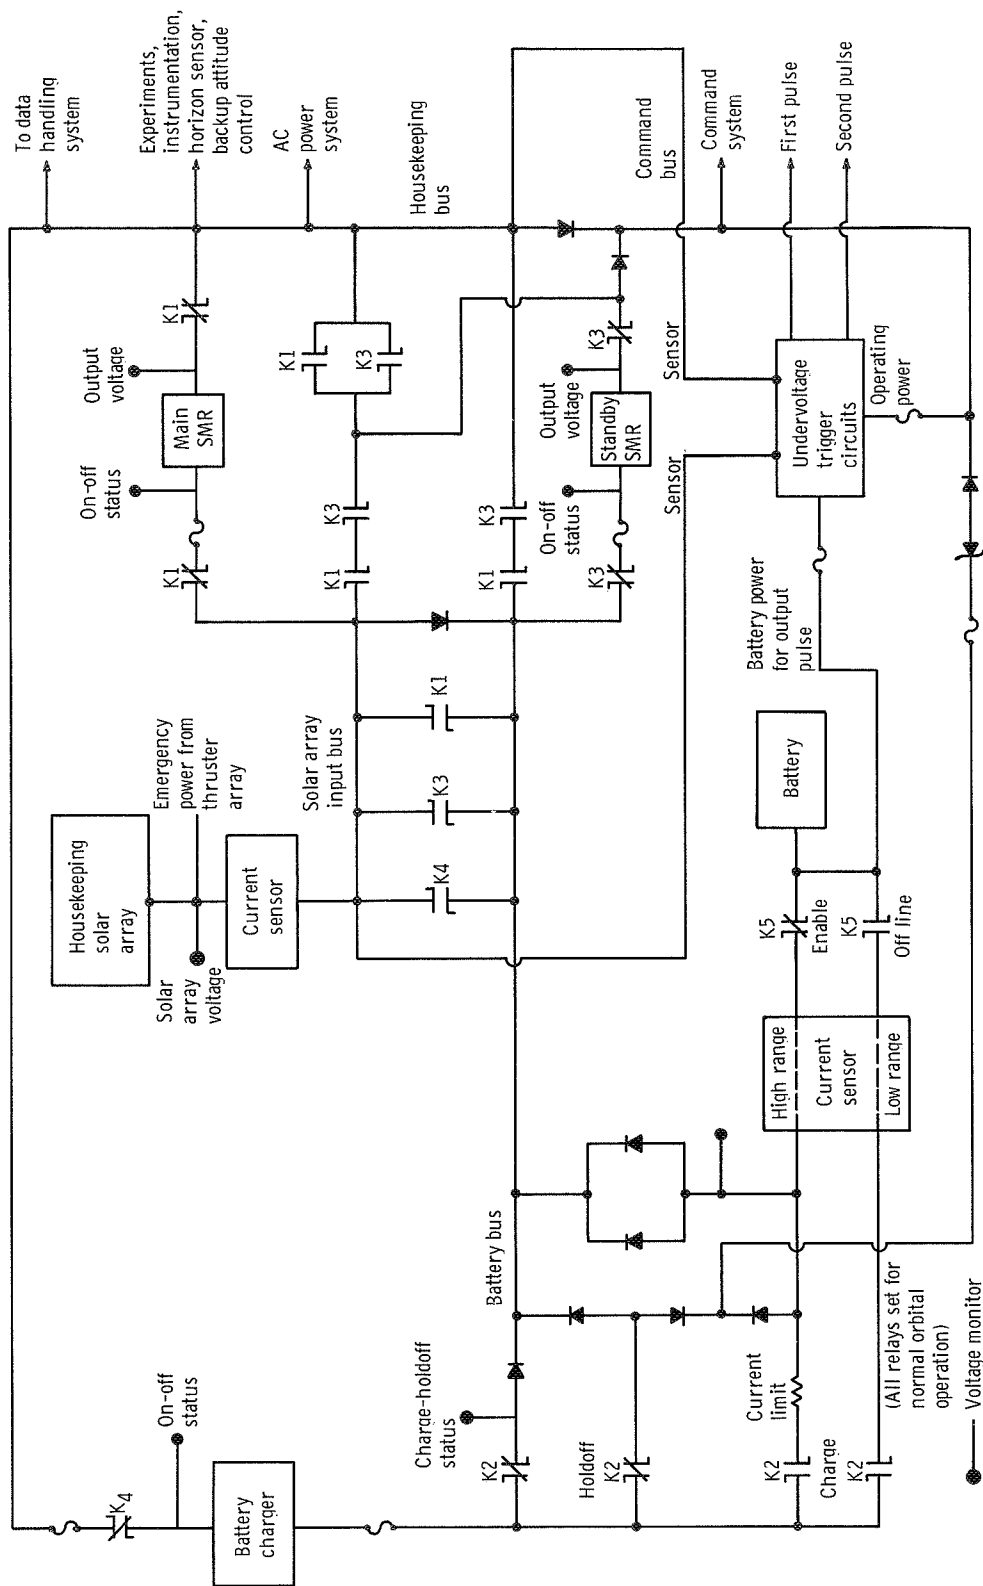 To data
handling
system
Experiments,
instrumentation,
horizon sensor,
backup attitude
control
AC
power
system
Housekeeping
bus
Command
bus
Command
system
First pulse
Second pulse
K1
Output voltage
Main
SMR
On-off
status
K1
K1
K3
K3
K1
K3
K1
K3
Output
voltage
Standby
SMR
On-off
status
K3
Sensor
Sensor
Undervoltage
trigger
circuits
Operating
power
Battery power
for output
pulse
Housekeeping
solar
array
Emergency
power from
thruster
array
Solar
array
voltage
Current
sensor
Solar array
input bus
K1
K3
K4
Battery
K5
Enable
K5
Off line
High range
Current
sensor
Low range
Battery bus
On-off
status
K4
Battery
charger
Charge-holdoff
status
K2
Holdoff
K2
Current
limit
K2
Charge
K2
(All relays set for
normal orbital
operation)
Voltage monitor